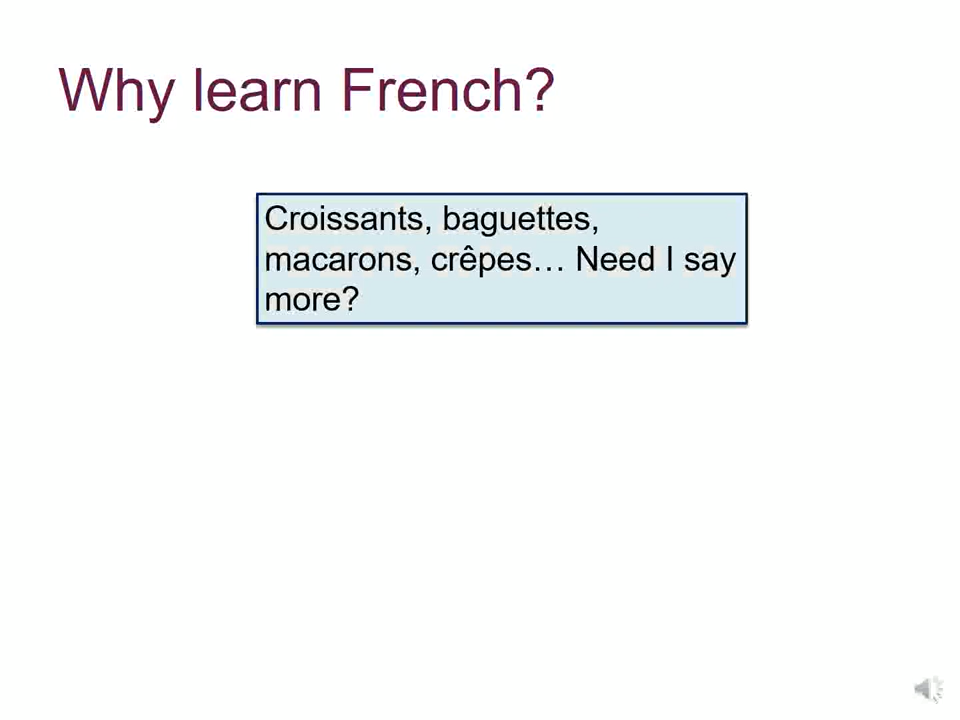 Why learn French?
Croissants, baguettes,
macarons, crêpes… Need I say
more?